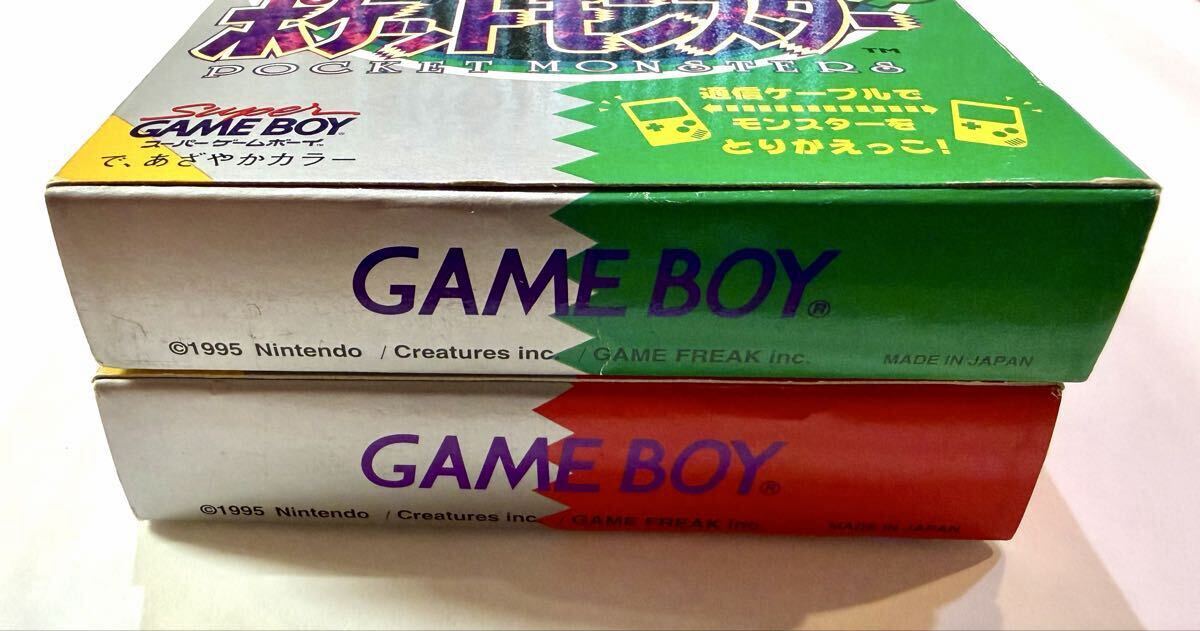 ポケットモンスター
TM
POCKET MONSTERS
Super
GAME BOY
スーパーゲームボーイ
で、あざやかカラー
通信ケーブルで
モンスターを
とりかえっこ!
GAME BOY®
©1995 Nintendo / Creatures inc. / GAME FREAK inc.
MADE IN JAPAN
GAME BOY®
©1995 Nintendo / Creatures inc. / GAME FREAK inc.
MADE IN JAPAN